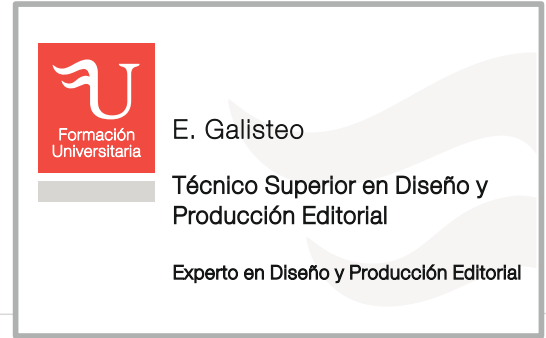 Formación
Universitaria
E. Galisteo
Técnico Superior en Diseño y
Producción Editorial
Experto en Diseño y Producción Editorial